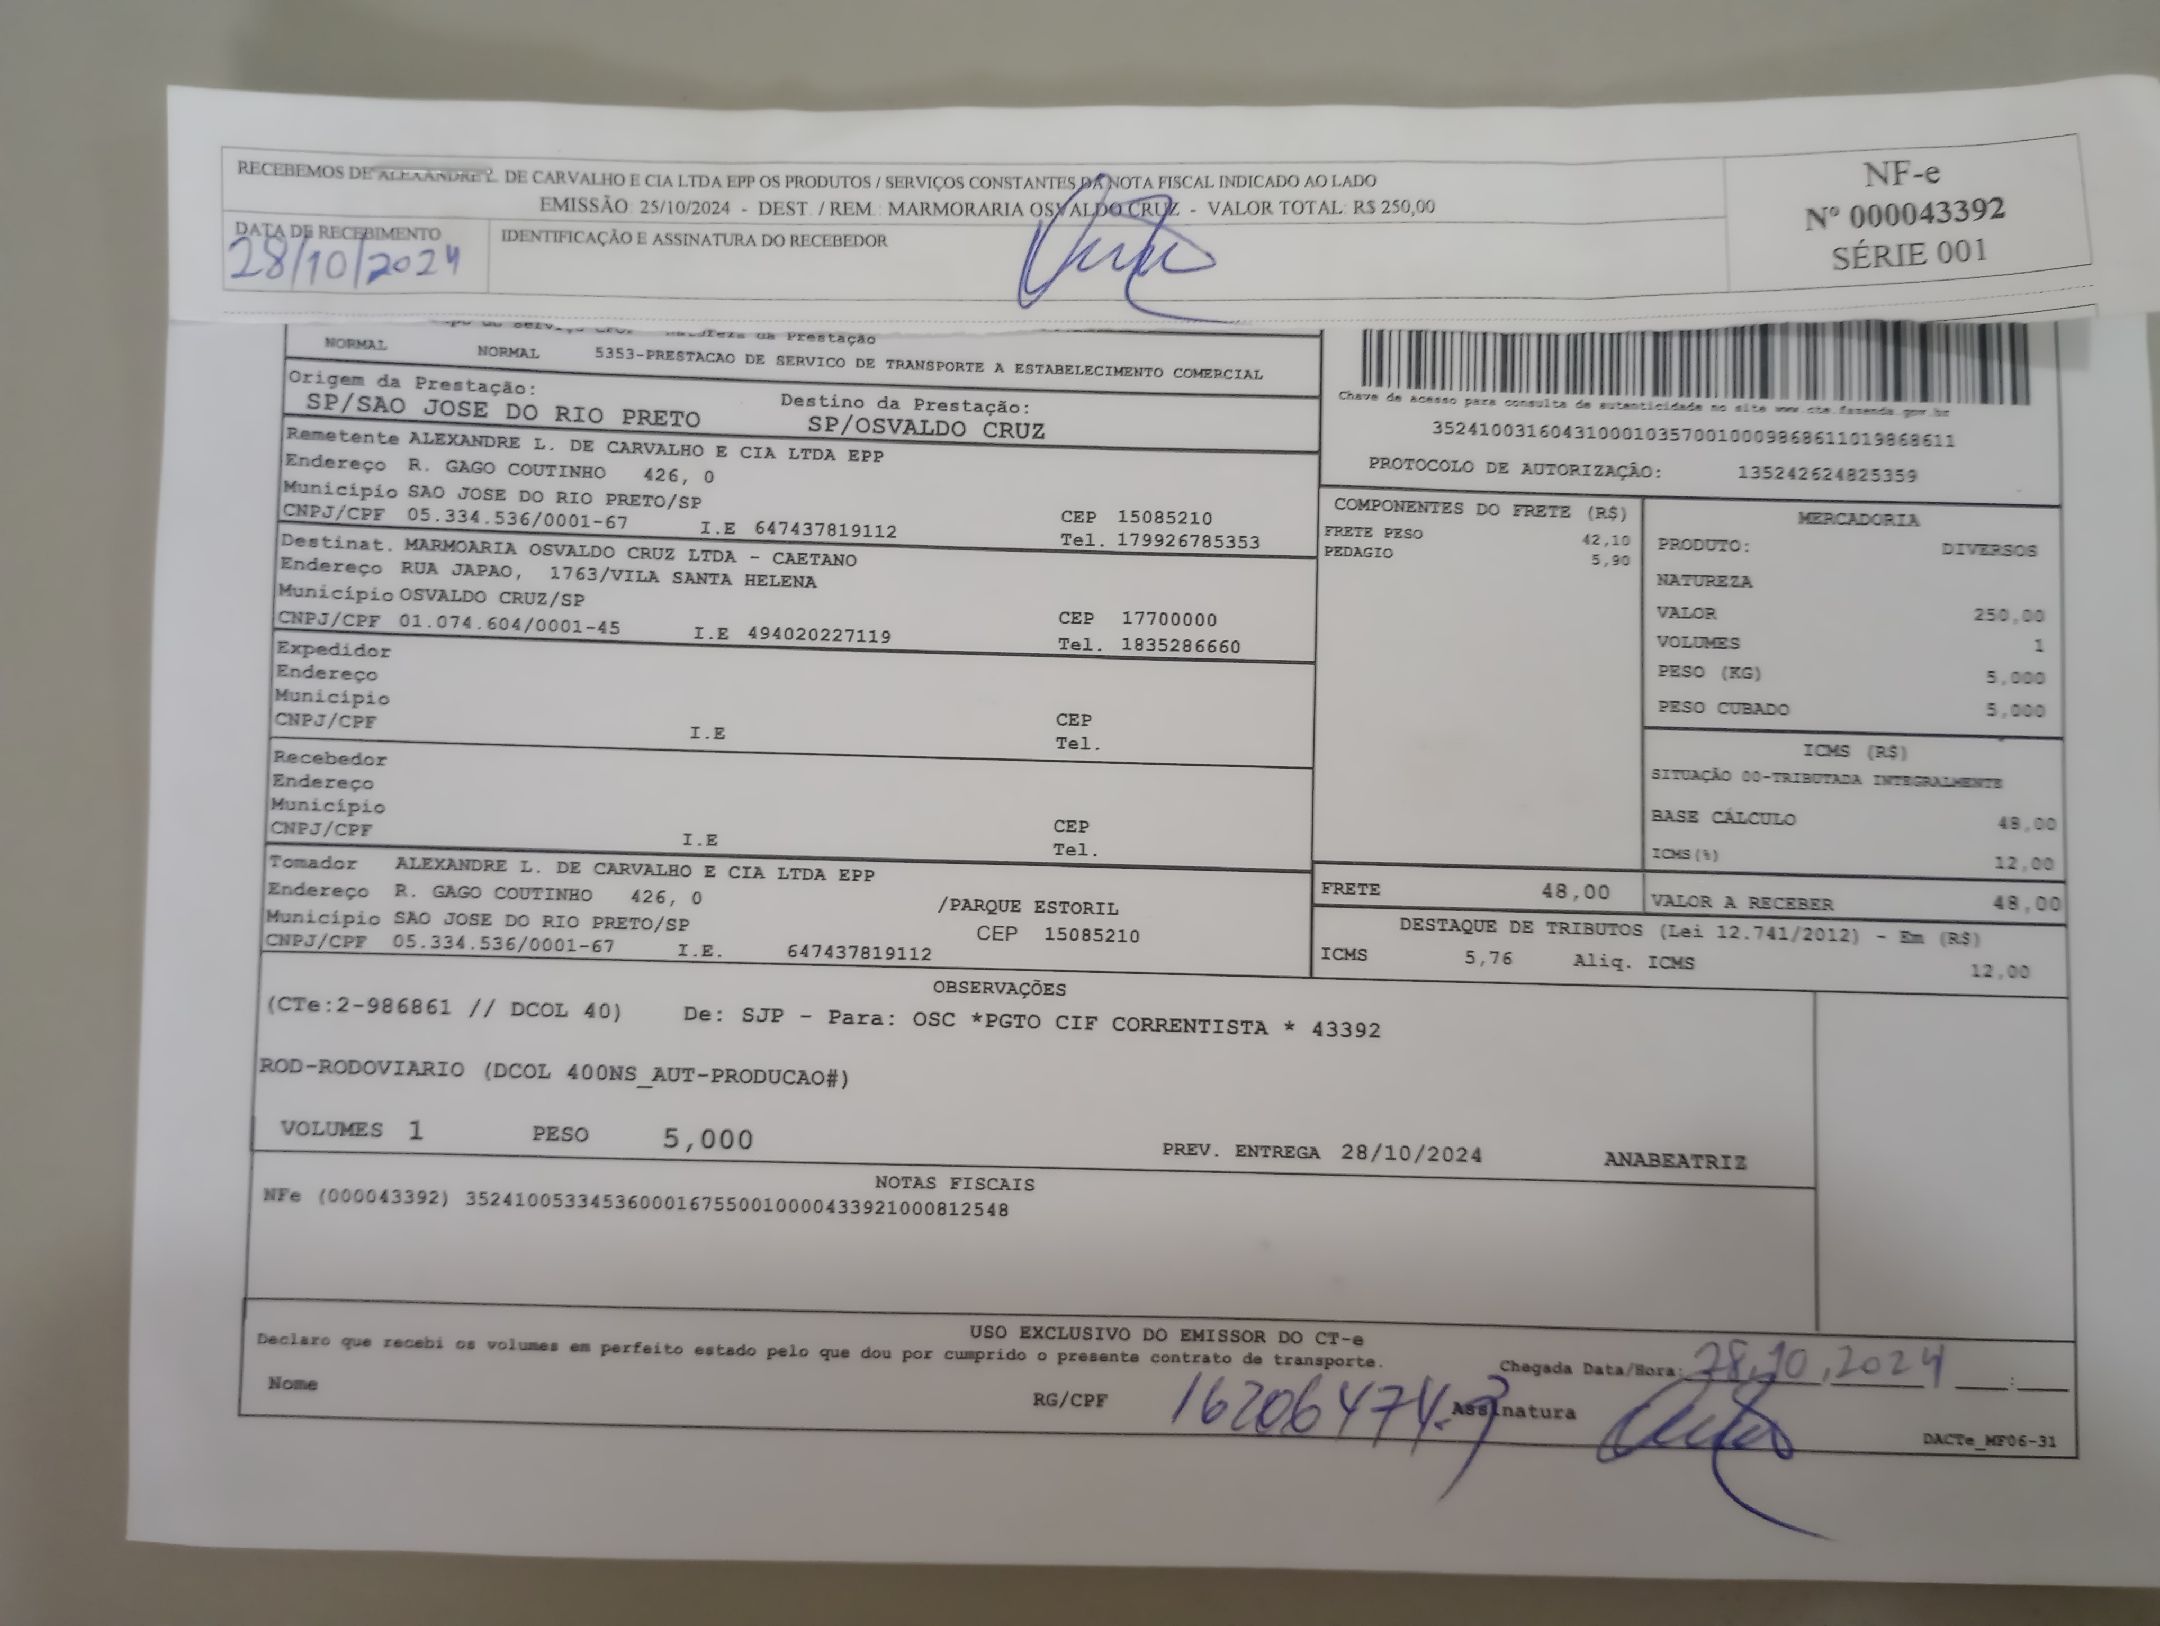 RECEBEMOS DE ALEXANDRE L. DE CARVALHO E CIA LTDA EPP OS PRODUTOS / SERVIÇOS CONSTANTES DA NOTA FISCAL INDICADO AO LADO
EMISSÃO: 25/10/2024 - DEST. / REM.: MARMORARIA OSVALDO CRUZ - VALOR TOTAL: R$ 250,00
NF-e
Nº 000043392
SÉRIE 001
DATA DE RECEBIMENTO
28/10/2024
IDENTIFICAÇÃO E ASSINATURA DO RECEBEDOR
Natureza da Prestação
NORMAL NORMAL 5353-PRESTACAO DE SERVICO DE TRANSPORTE A ESTABELECIMENTO COMERCIAL
Origem da Prestação:
SP/SAO JOSE DO RIO PRETO
Destino da Prestação:
SP/OSVALDO CRUZ
Chave de acesso para consulta de autenticidade no site www.cte.fazenda.gov.br
35241003160431000103570010009868611019868611
PROTOCOLO DE AUTORIZAÇÃO: 135242624825359
Remetente ALEXANDRE L. DE CARVALHO E CIA LTDA EPP
Endereço R. GAGO COUTINHO 426, 0
Município SAO JOSE DO RIO PRETO/SP CEP 15085210
CNPJ/CPF 05.334.536/0001-67 I.E 647437819112 Tel. 179926785353
Destinat. MARMOARIA OSVALDO CRUZ LTDA - CAETANO
Endereço RUA JAPAO, 1763/VILA SANTA HELENA
Município OSVALDO CRUZ/SP CEP 17700000
CNPJ/CPF 01.074.604/0001-45 I.E 494020227119 Tel. 1835286660
Expedidor
Endereço
Município CEP
CNPJ/CPF I.E Tel.
Recebedor
Endereço
Município CEP
CNPJ/CPF I.E Tel.
Tomador ALEXANDRE L. DE CARVALHO E CIA LTDA EPP
Endereço R. GAGO COUTINHO 426, 0 /PARQUE ESTORIL
Município SAO JOSE DO RIO PRETO/SP CEP 15085210
CNPJ/CPF 05.334.536/0001-67 I.E. 647437819112
COMPONENTES DO FRETE (R$)
FRETE PESO 42,10
PEDAGIO 5,90
MERCADORIA
PRODUTO: DIVERSOS
NATUREZA
VALOR 250,00
VOLUMES 1
PESO (KG) 5,000
PESO CUBADO 5,000
ICMS (R$)
SITUAÇÃO 00-TRIBUTADA INTEGRALMENTE
BASE CÁLCULO 48,00
ICMS(%) 12,00
FRETE 48,00 VALOR A RECEBER 48,00
DESTAQUE DE TRIBUTOS (Lei 12.741/2012) - Em (R$)
ICMS 5,76 Aliq. ICMS 12,00
OBSERVAÇÕES
(CTe:2-986861 // DCOL 40) De: SJP - Para: OSC *PGTO CIF CORRENTISTA * 43392
ROD-RODOVIARIO (DCOL 400NS_AUT-PRODUCAO#)
VOLUMES 1 PESO 5,000 PREV. ENTREGA 28/10/2024 ANABEATRIZ
NOTAS FISCAIS
NFe (000043392) 35241005334536000167550010000433921000812548
USO EXCLUSIVO DO EMISSOR DO CT-e
Declaro que recebi os volumes em perfeito estado pelo que dou por cumprido o presente contrato de transporte.
Chegada Data/Hora: 28,10,2024 :
Nome RG/CPF 16206474-3 Assinatura
DACTe_MF06-31